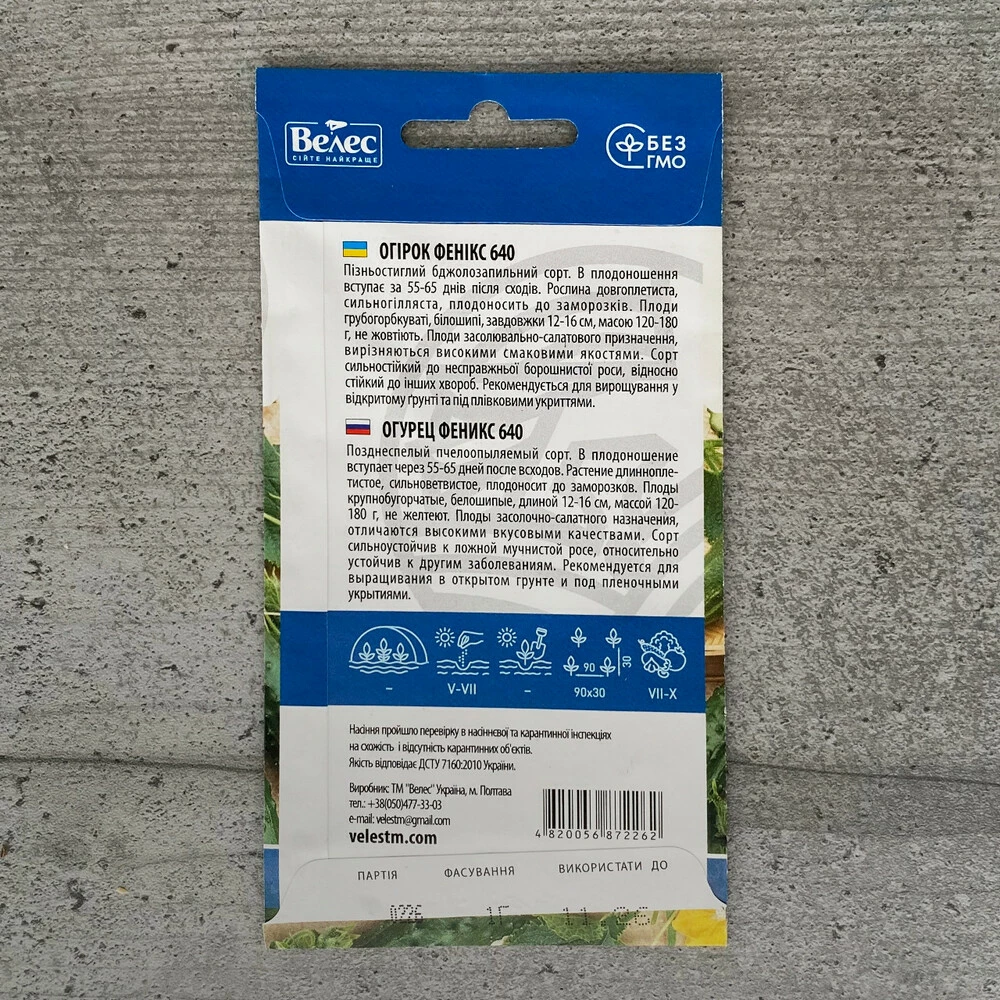 Велес
СІЙТЕ НАЙКРАЩЕ
БЕЗ
ГМО
ОГІРОК ФЕНІКС 640
Пізньостиглий бджолозапильний сорт. В плодоношення
вступає за 55-65 днів після сходів. Рослина довгоплетиста,
сильногілляста, плодоносить до заморозків. Плоди
грубогорбкуваті, білошипі, завдовжки 12-16 см, масою 120-180
г, не жовтіють. Плоди засолювально-салатового призначення,
вирізняються високими смаковими якостями. Сорт
сильностійкий до несправжньої борошнистої роси, відносно
стійкий до інших хвороб. Рекомендується для вирощування у
відкритому ґрунті та під плівковими укриттями.
ОГУРЕЦ ФЕНИКС 640
Позднеспелый пчелоопыляемый сорт. В плодоношение
вступает через 55-65 дней после всходов. Растение длиннопле-
тистое, сильноветвистое, плодоносит до заморозков. Плоды
крупнобугорчатые, белошипые, длиной 12-16 см, массой 120-
180 г, не желтеют. Плоды засолочно-салатного назначения,
отличаются высокими вкусовыми качествами. Сорт
сильноустойчив к ложной мучнистой росе, относительно
устойчив к другим заболеваниям. Рекомендуется для
выращивания в открытом грунте и под пленочными
укрытиями.
90 30
– V-VII – 90x30 VII-X
Насіння пройшло перевірку в насіннєвої та карантинної інспекціях
на схожість і відсутність карантинних об'єктів.
Якість відповідає ДСТУ 7160:2010 України.
Виробник: ТМ "Велес" Україна, м. Полтава
тел.: +38(050)477-33-03
e-mail: velestm@gmail.com
velestm.com
4 820056 872262
ПАРТІЯ ФАСУВАННЯ ВИКОРИСТАТИ ДО
0226 1Г 11 26